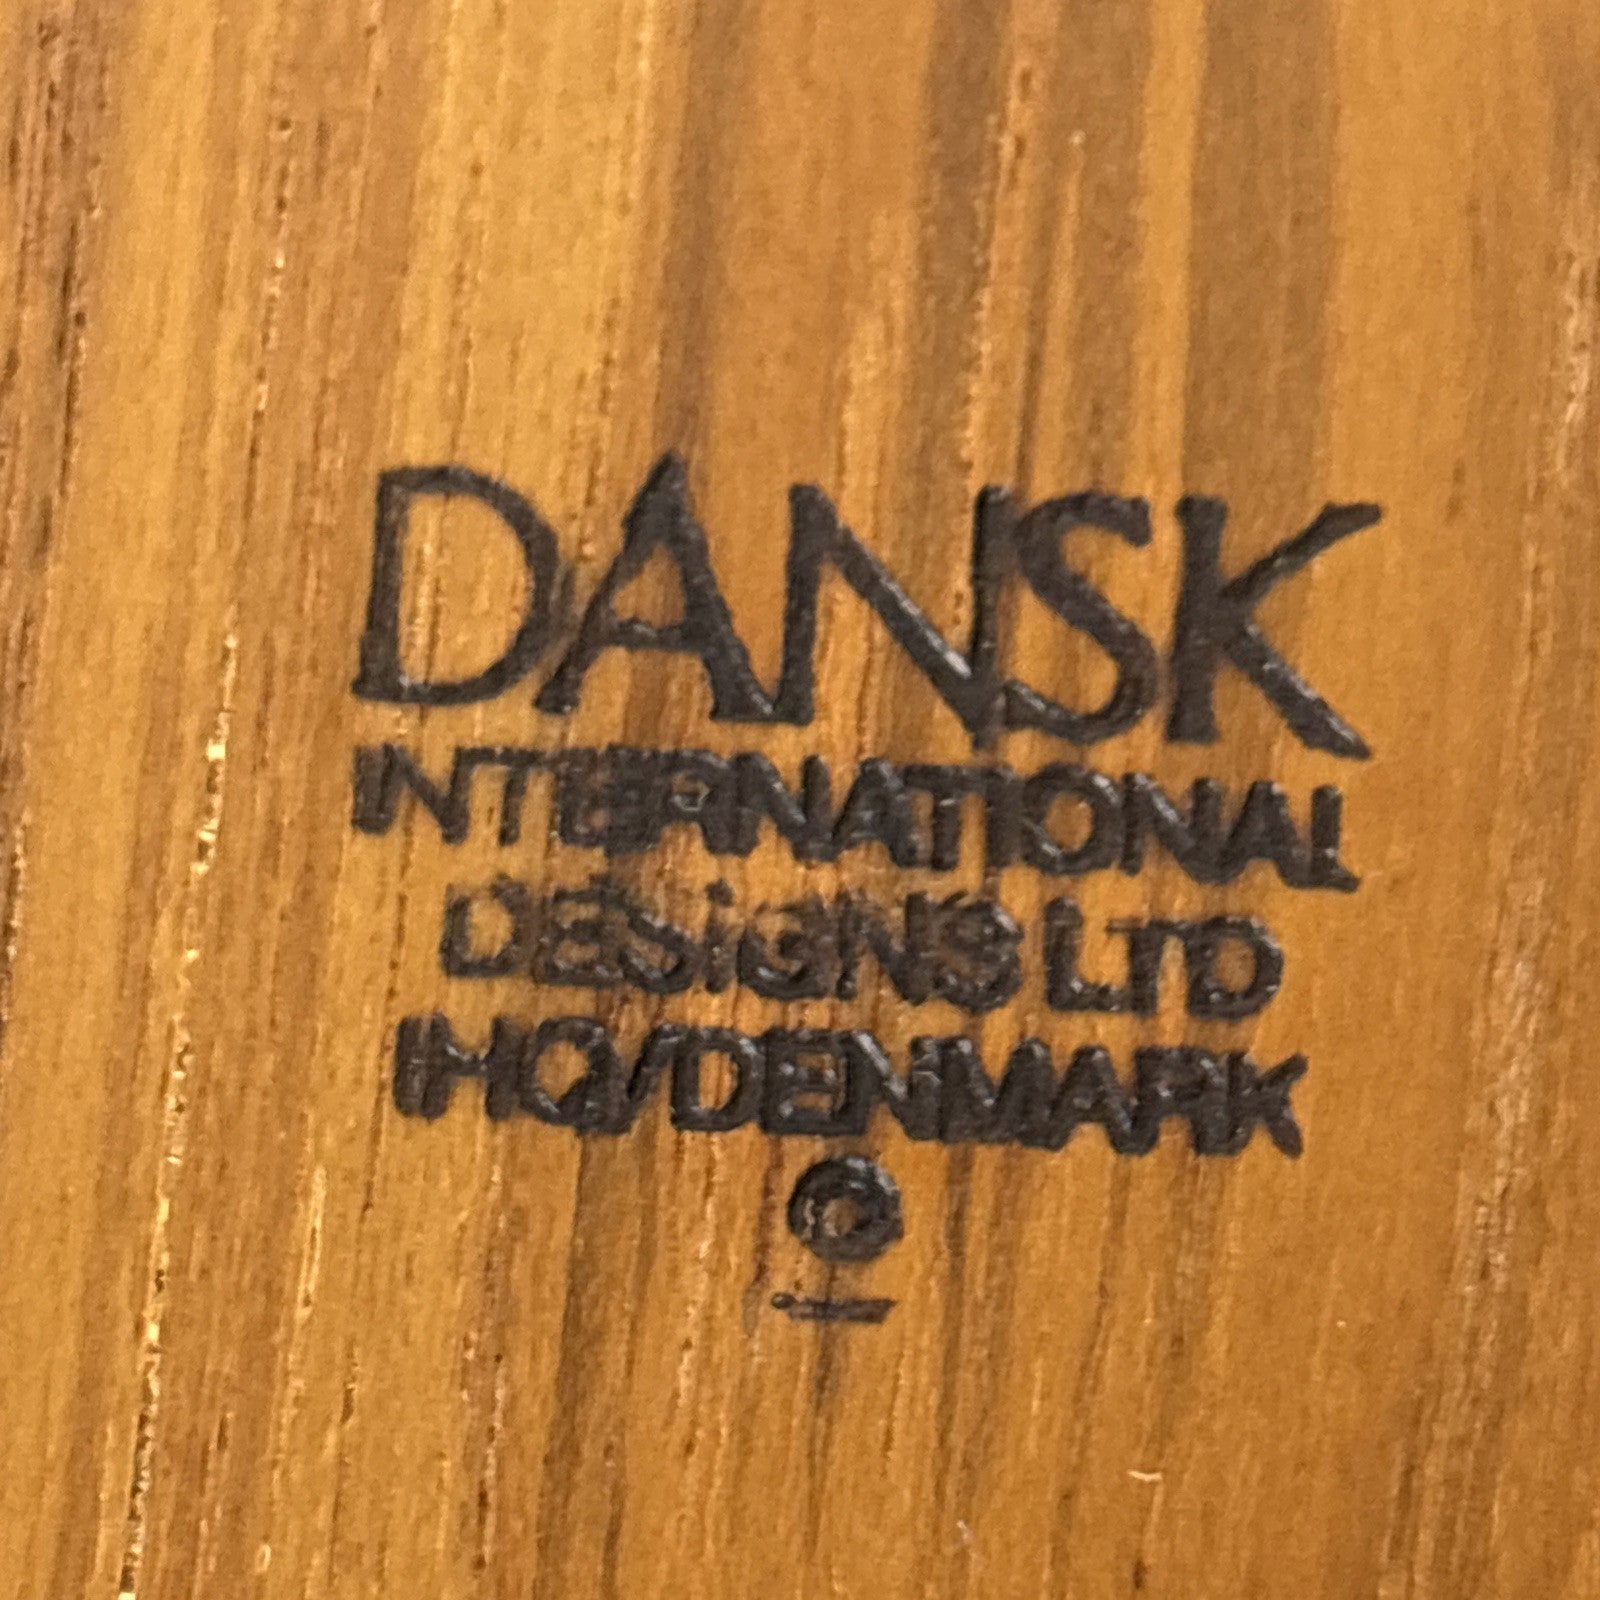 DANSK
INTERNATIONAL
DESiGNS LTD
IHQ/DENMARK
©